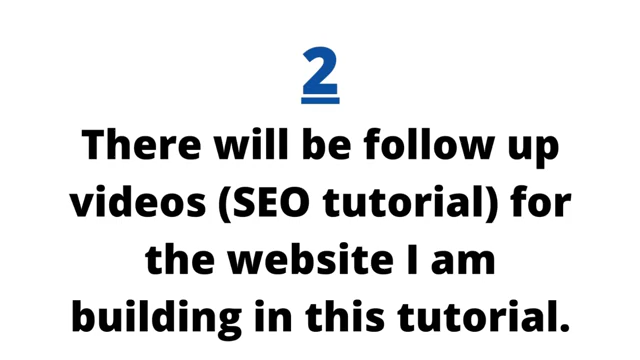 2
There will be follow up
videos (SEO tutorial) for
the website I am
building in this tutorial.